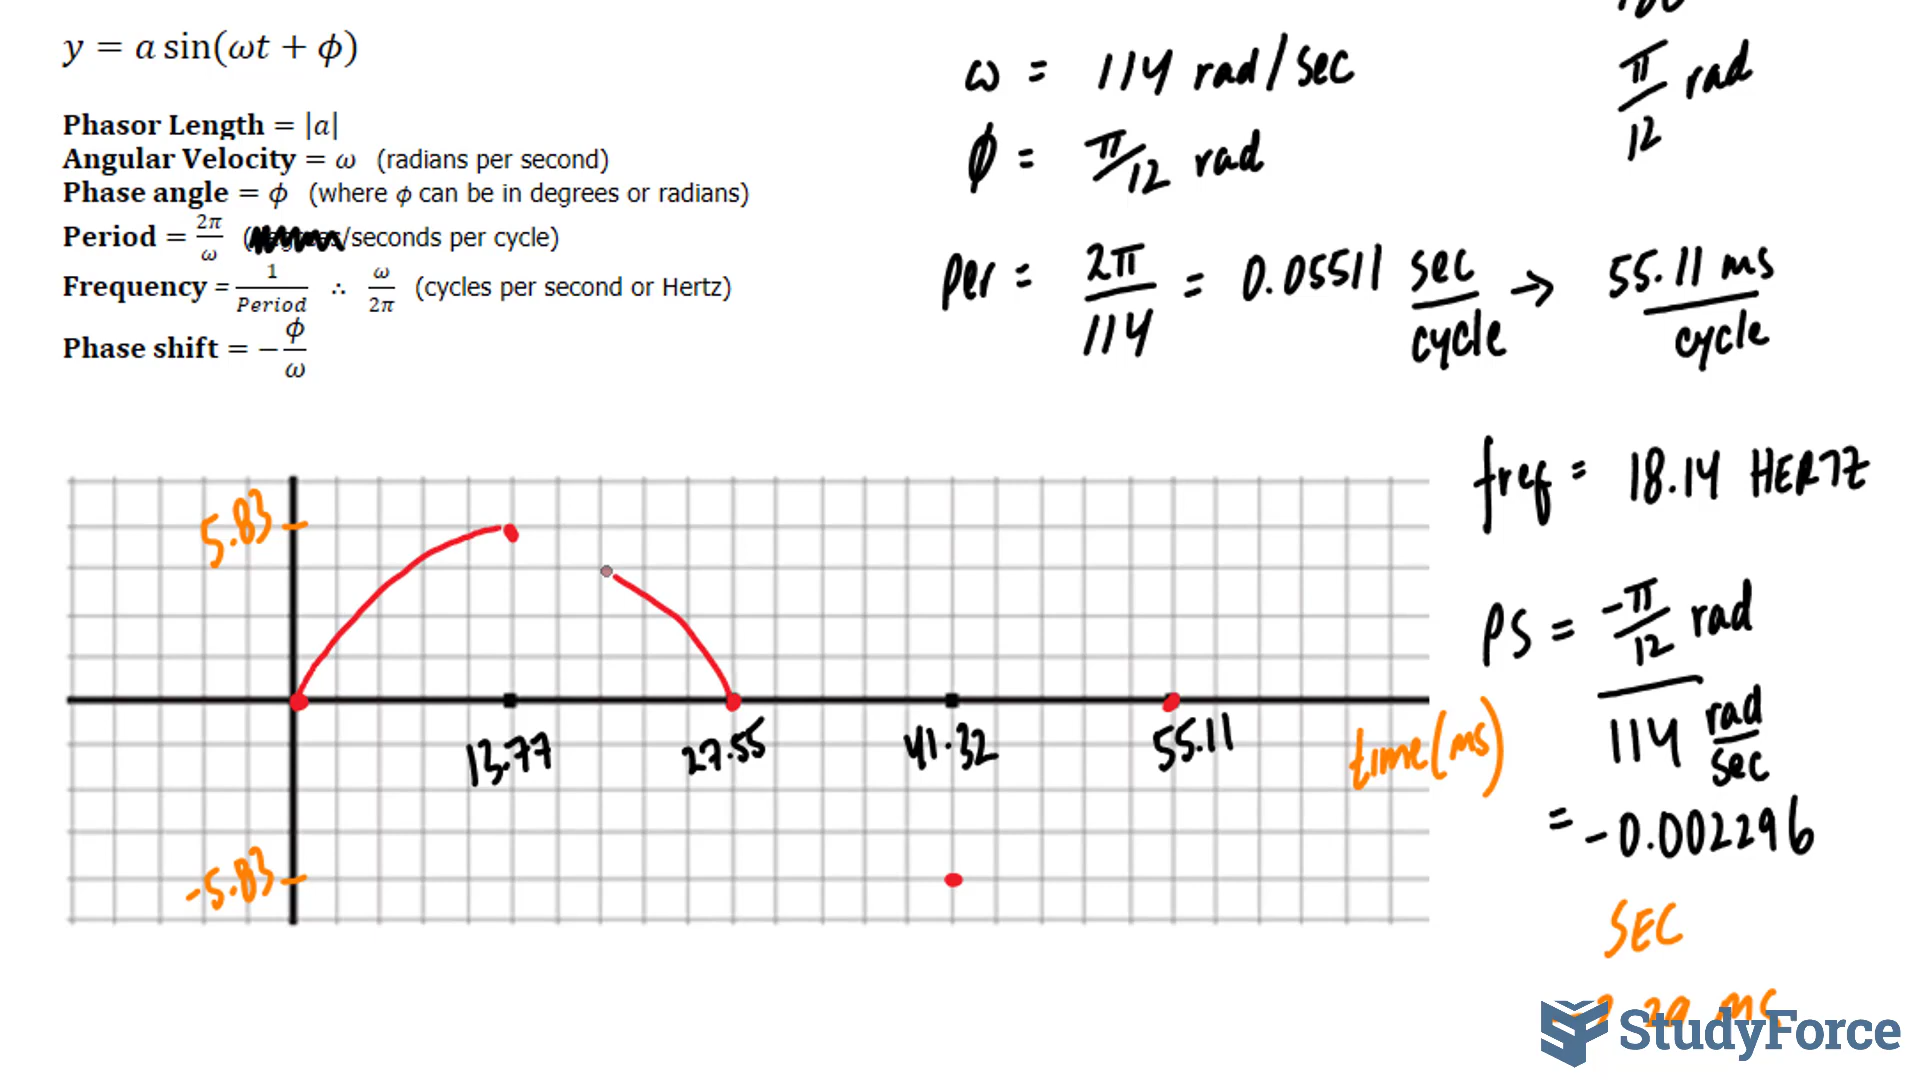 y = a sin(ωt + ϕ)
Phasor Length = |a|
Angular Velocity = ω (radians per second)
Phase angle = ϕ (where ϕ can be in degrees or radians)
Period = 2π/ω (/seconds per cycle)
Frequency = 1/Period ∴ ω/2π (cycles per second or Hertz)
Phase shift = −ϕ/ω
π/12 rad
ω = 114 rad/sec
ϕ = π/12 rad
Per = 2π/114 = 0.05511 sec/cycle → 55.11 ms/cycle
freq = 18.14 HERTZ
PS = -π/12 rad / 114 rad/sec
= -0.002296
SEC
5.83
-5.83
13.77
27.55
41.32
55.11
time(ms)
StudyForce